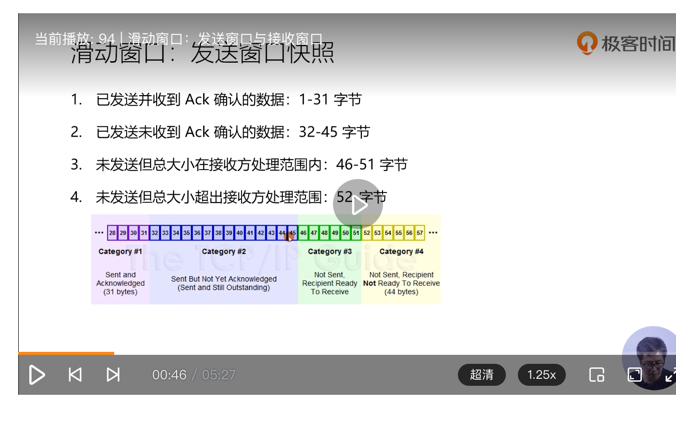 当前播放: 94 | 滑动窗口：发送窗口与接收窗口
极客时间
滑动窗口：发送窗口快照
1. 已发送并收到 Ack 确认的数据：1-31 字节
2. 已发送未收到 Ack 确认的数据：32-45 字节
3. 未发送但总大小在接收方处理范围内：46-51 字节
4. 未发送但总大小超出接收方处理范围：52 字节
... 28 29 30 31 32 33 34 35 36 37 38 39 40 41 42 43 44 45 46 47 48 49 50 51 52 53 54 55 56 57 ...
Category #1 Category #2 Category #3 Category #4
The TCP/IP Guide
Sent and Acknowledged (31 bytes)
Sent But Not Yet Acknowledged (Sent and Still Outstanding)
Not Sent, Recipient Ready To Receive
Not Sent, Recipient Not Ready To Receive (44 bytes)
00:46 / 05:27 超清 1.25x